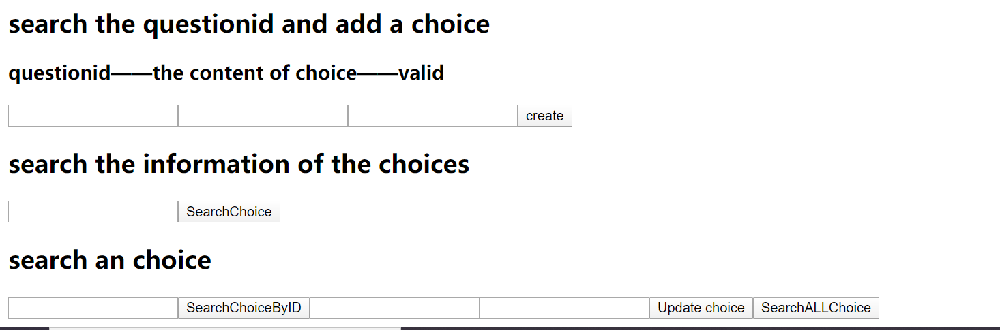 search the questionid and add a choice
questionid——the content of choice——valid
create
search the information of the choices
SearchChoice
search an choice
SearchChoiceByID Update choice SearchALLChoice